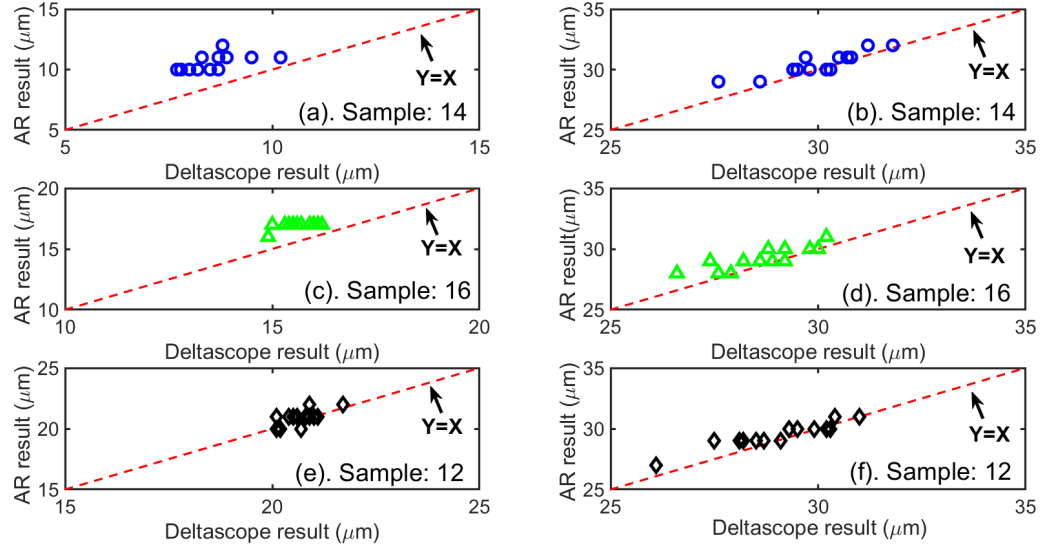 AR result (μm)
15
10
5
Y=X
(a). Sample: 14
5
10
15
Deltascope result (μm)
AR result (μm)
35
30
25
Y=X
(b). Sample: 14
25
30
35
Deltascope result (μm)
AR result (μm)
20
15
10
Y=X
(c). Sample: 16
10
15
20
Deltascope result (μm)
AR result(μm)
35
30
25
Y=X
(d). Sample: 16
25
30
35
Deltascope result (μm)
AR result (μm)
25
20
15
Y=X
(e). Sample: 12
15
20
25
Deltascope result (μm)
AR result (μm)
35
30
25
Y=X
(f). Sample: 12
25
30
35
Deltascope result (μm)